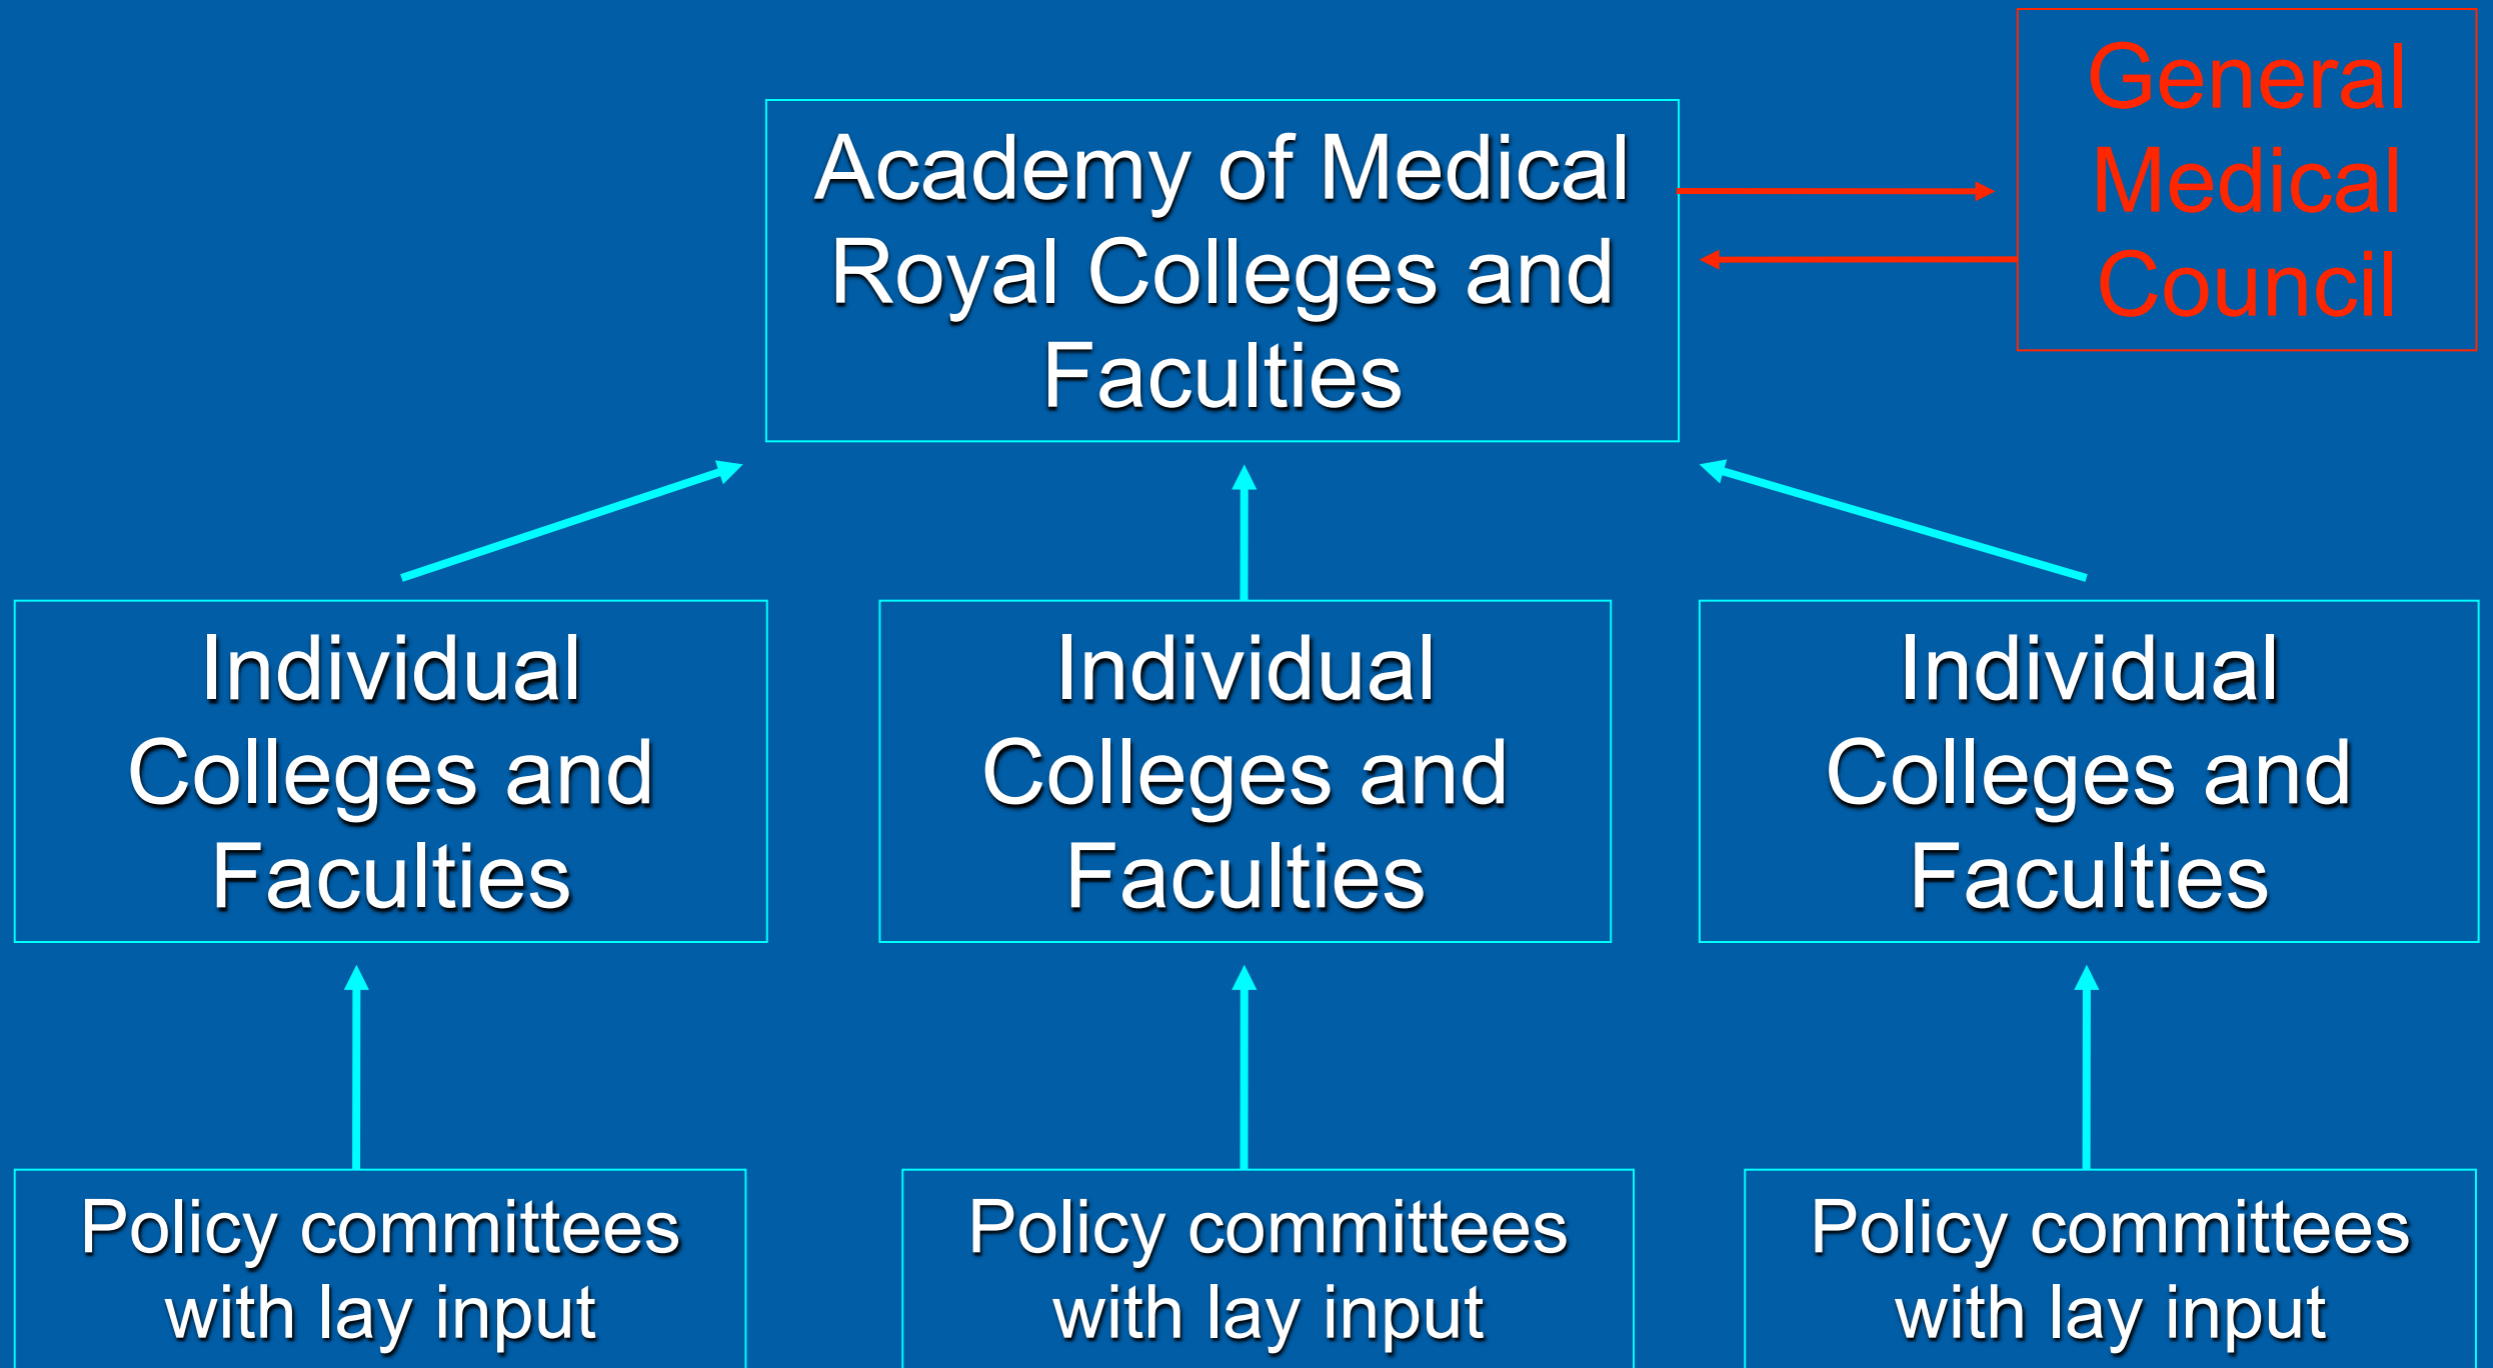 General
Medical
Council
Academy of Medical
Royal Colleges and
Faculties
Individual
Colleges and
Faculties
Individual
Colleges and
Faculties
Individual
Colleges and
Faculties
Policy committees
with lay input
Policy committees
with lay input
Policy committees
with lay input